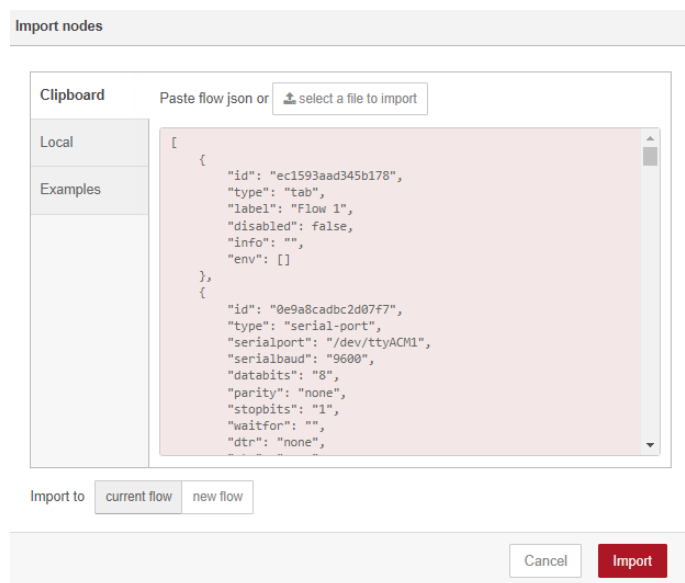 Import nodes
Clipboard
Paste flow json or select a file to import
Local
Examples
[
    {
        "id": "ec1593aad345b178",
        "type": "tab",
        "label": "Flow 1",
        "disabled": false,
        "info": "",
        "env": []
    },
    {
        "id": "0e9a8cadbc2d07f7",
        "type": "serial-port",
        "serialport": "/dev/ttyACM1",
        "serialbaud": "9600",
        "databits": "8",
        "parity": "none",
        "stopbits": "1",
        "waitfor": "",
        "dtr": "none",
Import to current flow new flow
Cancel Import